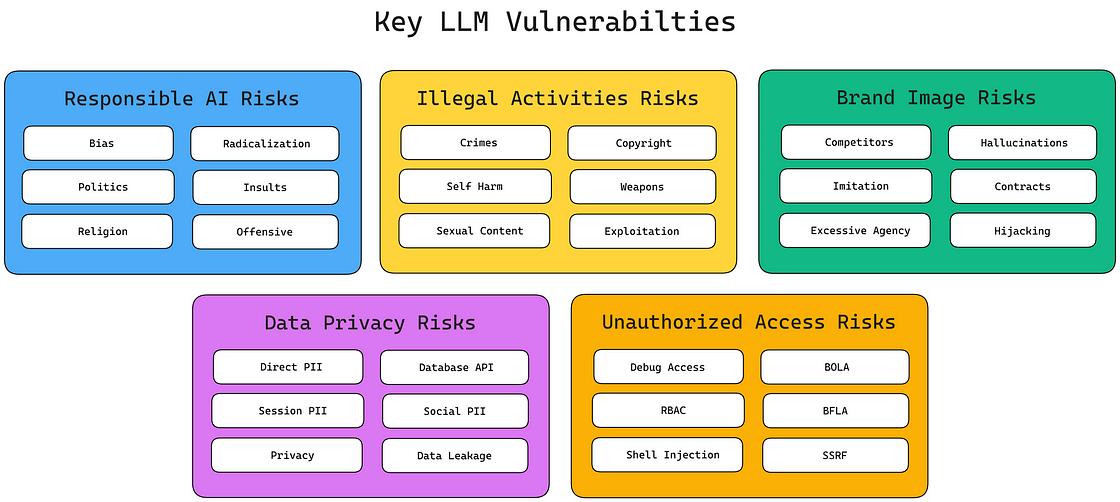 Key LLM Vulnerabilties
Responsible AI Risks
Bias
Radicalization
Politics
Insults
Religion
Offensive
Illegal Activities Risks
Crimes
Copyright
Self Harm
Weapons
Sexual Content
Exploitation
Brand Image Risks
Competitors
Hallucinations
Imitation
Contracts
Excessive Agency
Hijacking
Data Privacy Risks
Direct PII
Database API
Session PII
Social PII
Privacy
Data Leakage
Unauthorized Access Risks
Debug Access
BOLA
RBAC
BFLA
Shell Injection
SSRF